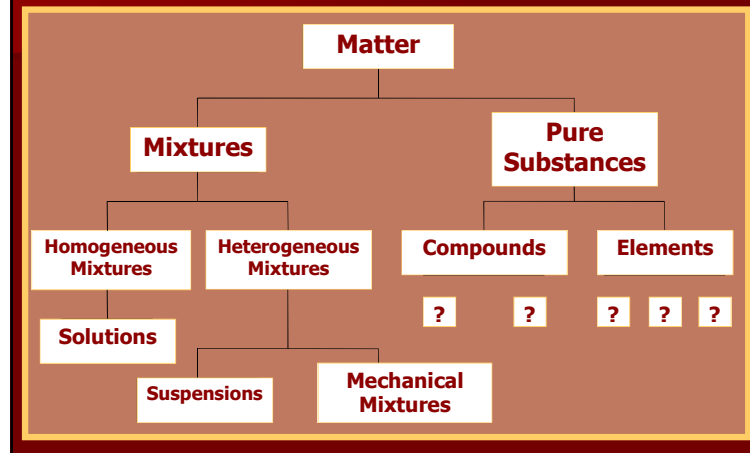 Matter
Mixtures
Pure
Substances
Homogeneous
Mixtures
Heterogeneous
Mixtures
Compounds
Elements
? ? ? ? ?
Solutions
Suspensions
Mechanical
Mixtures